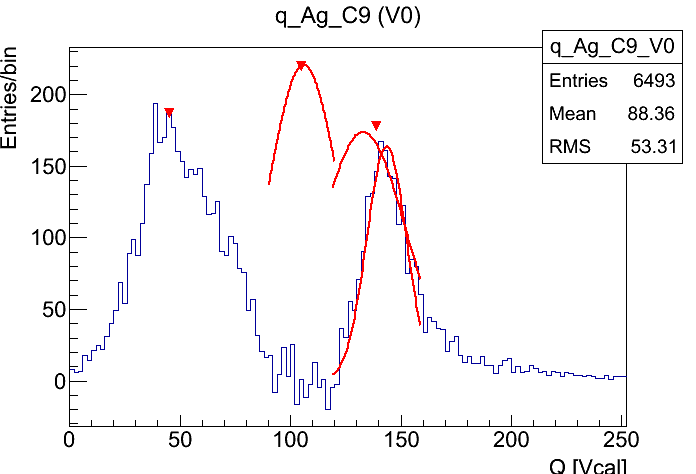 q_Ag_C9 (V0)
q_Ag_C9_V0
Entries 6493
Mean 88.36
RMS 53.31
Entries/bin
200
150
100
50
0
0 50 100 150 200 250
Q [Vcal]